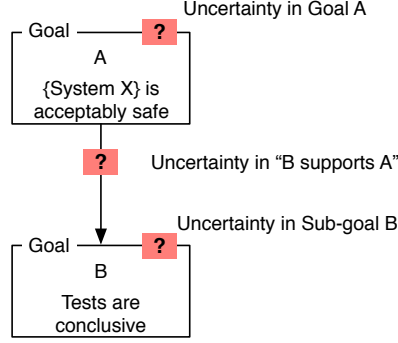 Uncertainty in Goal A
Goal
?
A
{System X} is
acceptably safe
?
Uncertainty in “B supports A”
Uncertainty in Sub-goal B
Goal
?
B
Tests are
conclusive